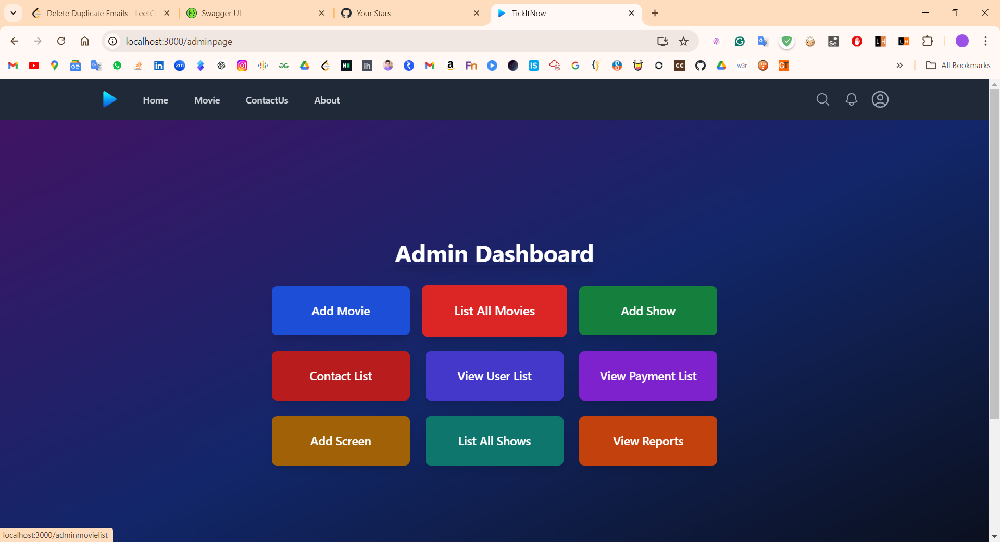 Delete Duplicate Emails - LeetC
Swagger UI
Your Stars
TickItNow
localhost:3000/adminpage
All Bookmarks
Home
Movie
ContactUs
About
Admin Dashboard
Add Movie
List All Movies
Add Show
Contact List
View User List
View Payment List
Add Screen
List All Shows
View Reports
localhost:3000/adminmovielist